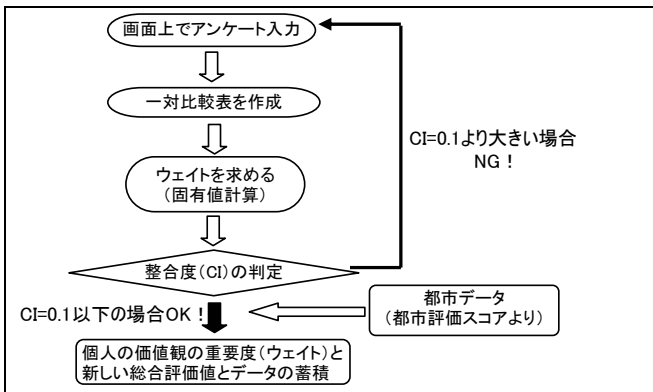 画面上でアンケート入力
一対比較表を作成
CI=0.1より大きい場合
NG!
ウェイトを求める
(固有値計算)
整合度(CI)の判定
CI=0.1以下の場合OK!
都市データ
(都市評価スコアより)
個人の価値観の重要度(ウェイト)と
新しい総合評価値とデータの蓄積